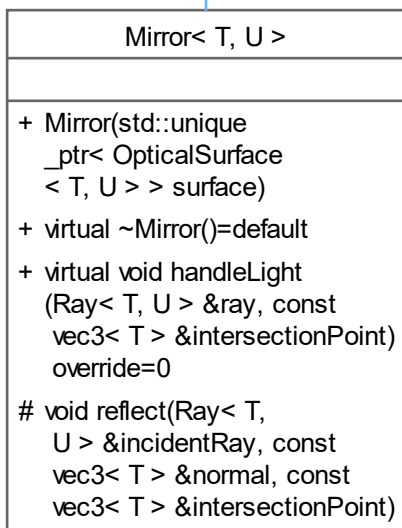 Mirror< T, U >
+ Mirror(std::unique
_ptr< OpticalSurface
< T, U > > surface)
+ virtual ~Mirror()=default
+ virtual void handleLight
(Ray< T, U > &ray, const
vec3< T > &intersectionPoint)
override=0
# void reflect(Ray< T,
U > &incidentRay, const
vec3< T > &normal, const
vec3< T > &intersectionPoint)